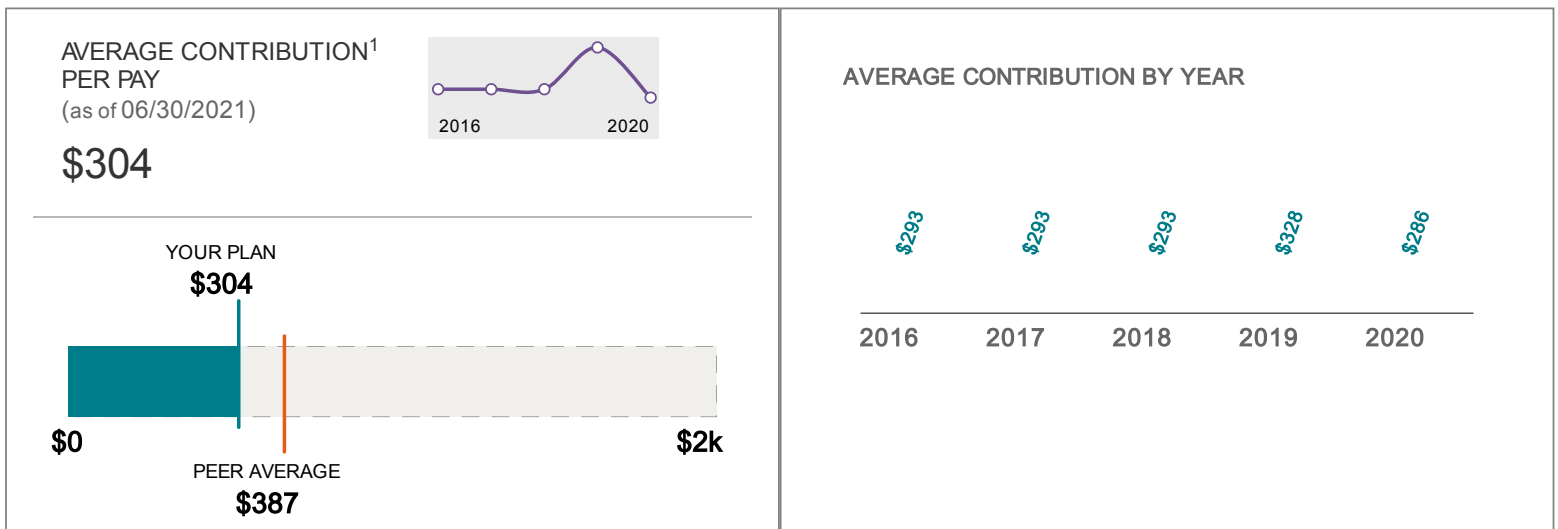 AVERAGE CONTRIBUTION¹
PER PAY
(as of 06/30/2021)
$304
2016 2020
YOUR PLAN
$304
$0 $2k
PEER AVERAGE
$387
AVERAGE CONTRIBUTION BY YEAR
$293 $293 $293 $328 $286
2016 2017 2018 2019 2020